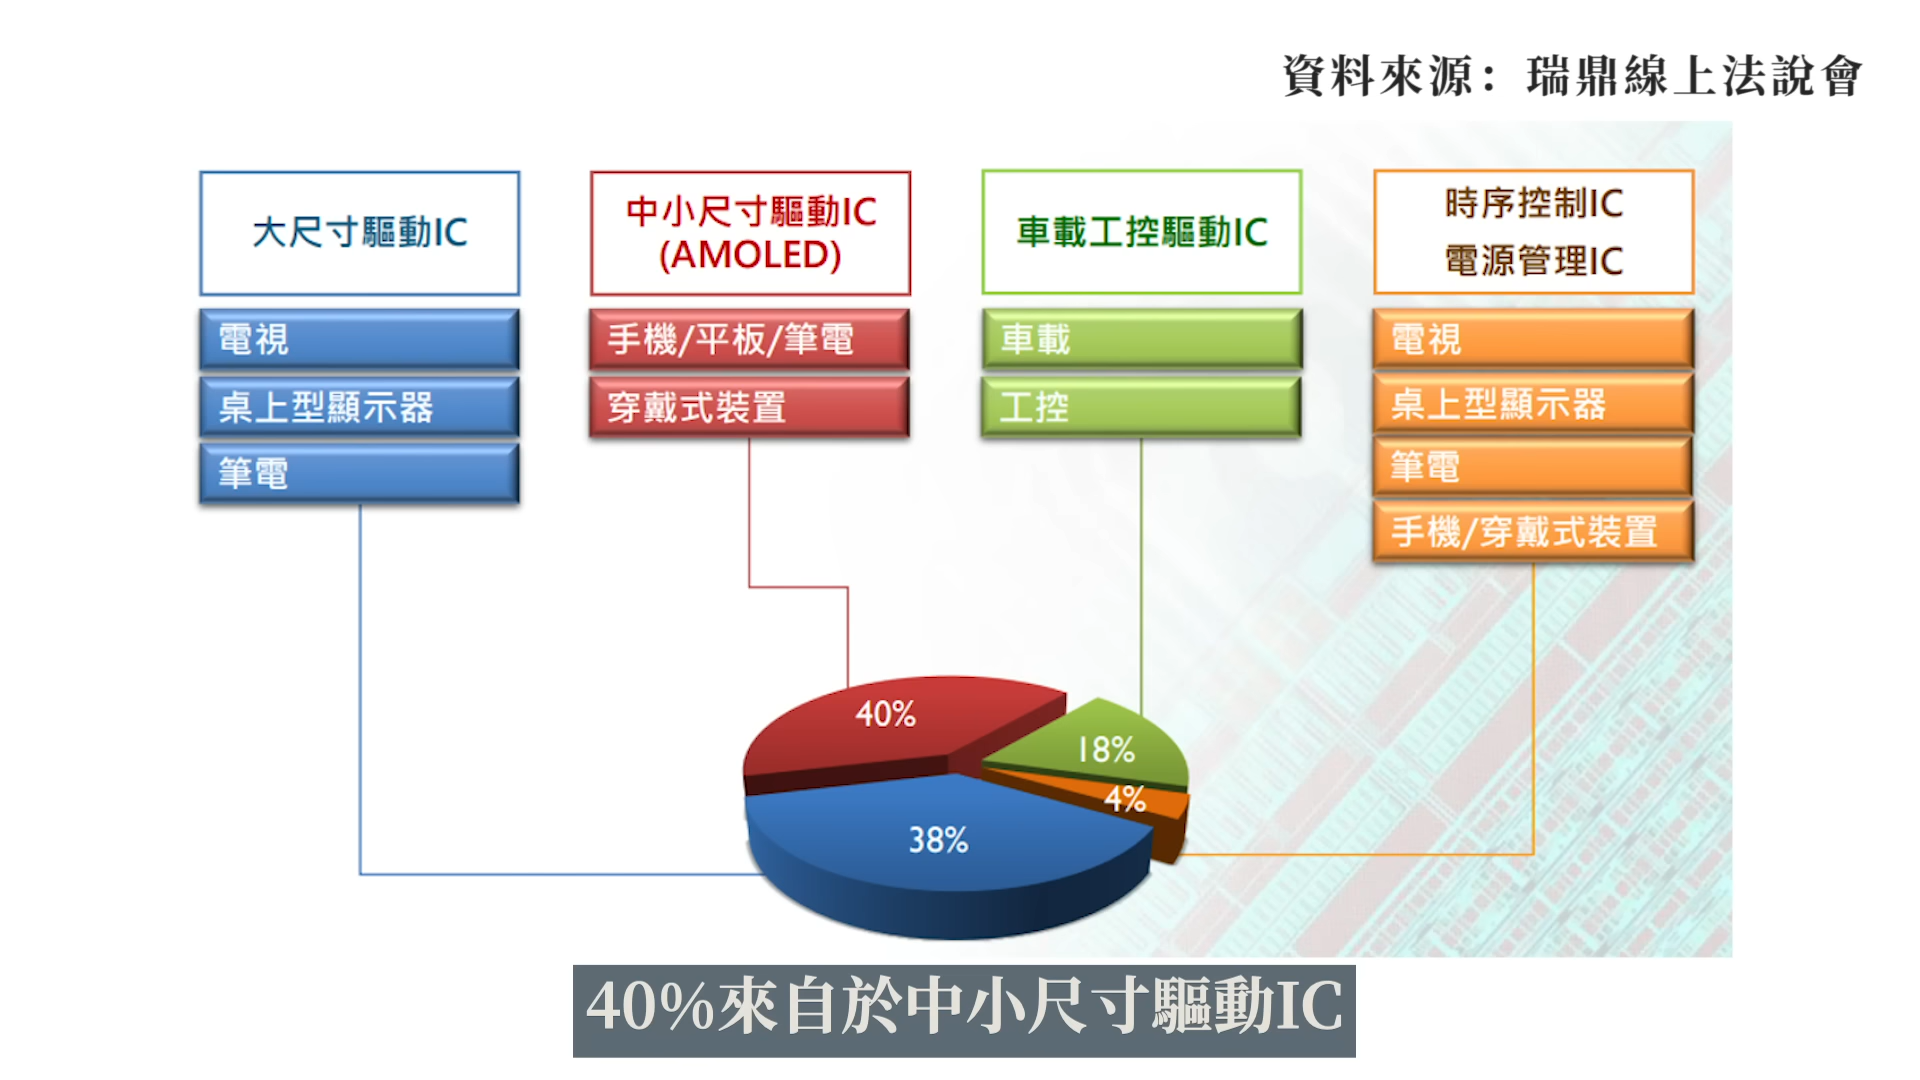 資料來源：瑞鼎線上法說會
大尺寸驅動IC
電視
桌上型顯示器
筆電
中小尺寸驅動IC
(AMOLED)
手機/平板/筆電
穿戴式裝置
車載工控驅動IC
車載
工控
時序控制IC
電源管理IC
電視
桌上型顯示器
筆電
手機/穿戴式裝置
40%
18%
4%
38%
40%來自於中小尺寸驅動IC